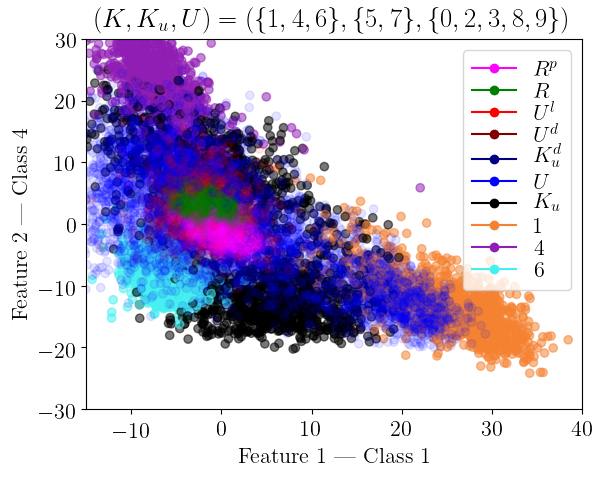 (K, K_u, U) = ({1, 4, 6}, {5, 7}, {0, 2, 3, 8, 9})
30
20
10
0
−10
−20
−30
Feature 2 — Class 4
R^p
R
U^l
U^d
K_u^d
U
K_u
1
4
6
−10
0
10
20
30
40
Feature 1 — Class 1